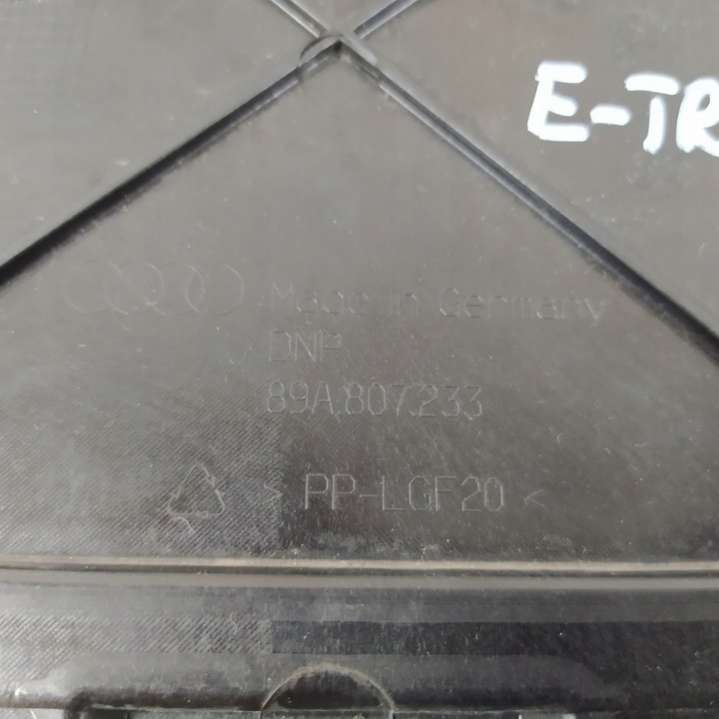 E-TR
Made in Germany
DNP
89A.807.233
> PP-LGF20 <